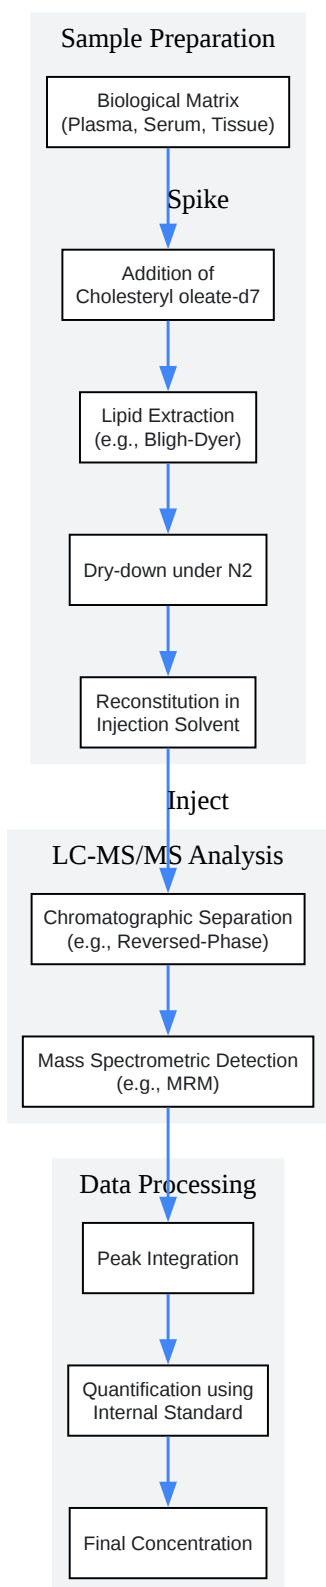 Sample Preparation
Biological Matrix
(Plasma, Serum, Tissue)
Spike
Addition of
Cholesteryl oleate-d7
Lipid Extraction
(e.g., Bligh-Dyer)
Dry-down under N2
Reconstitution in
Injection Solvent
Inject
LC-MS/MS Analysis
Chromatographic Separation
(e.g., Reversed-Phase)
Mass Spectrometric Detection
(e.g., MRM)
Data Processing
Peak Integration
Quantification using
Internal Standard
Final Concentration